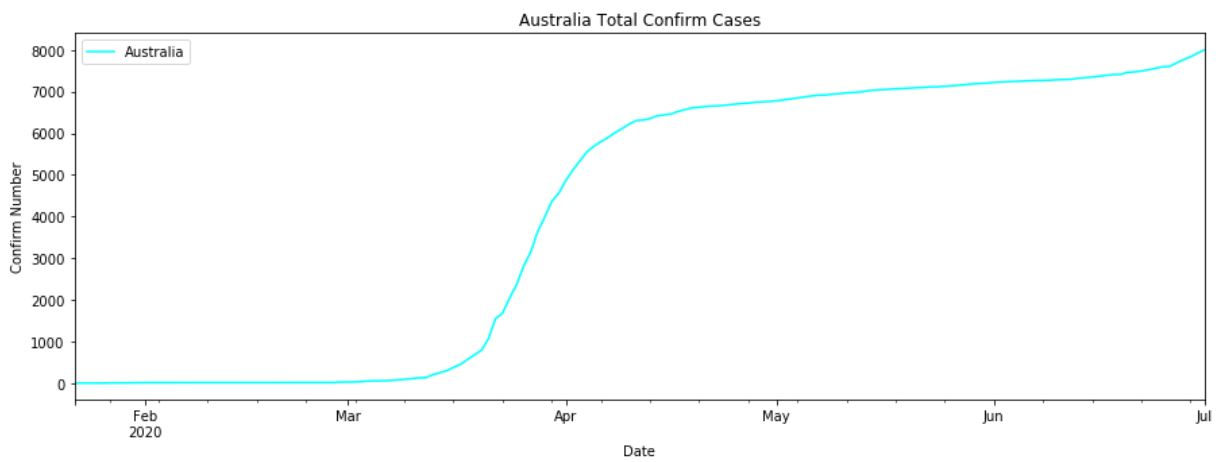 Australia Total Confirm Cases
Australia
8000
7000
6000
5000
4000
3000
2000
1000
0
Confirm Number
Feb
2020
Mar
Apr
May
Jun
Jul
Date